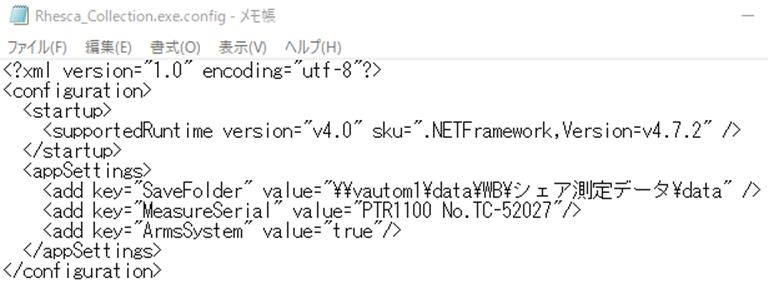 Rhesca_Collection.exe.config - メモ帳
ファイル(F) 編集(E) 書式(O) 表示(V) ヘルプ(H)
<?xml version="1.0" encoding="utf-8"?>
<configuration>
<startup>
<supportedRuntime version="v4.0" sku=".NETFramework,Version=v4.7.2" />
</startup>
<appSettings>
<add key="SaveFolder" value="¥¥vautom1¥data¥WB¥シェア測定データ¥data" />
<add key="MeasureSerial" value="PTR1100 No.TC-52027"/>
<add key="ArmsSystem" value="true"/>
</appSettings>
</configuration>